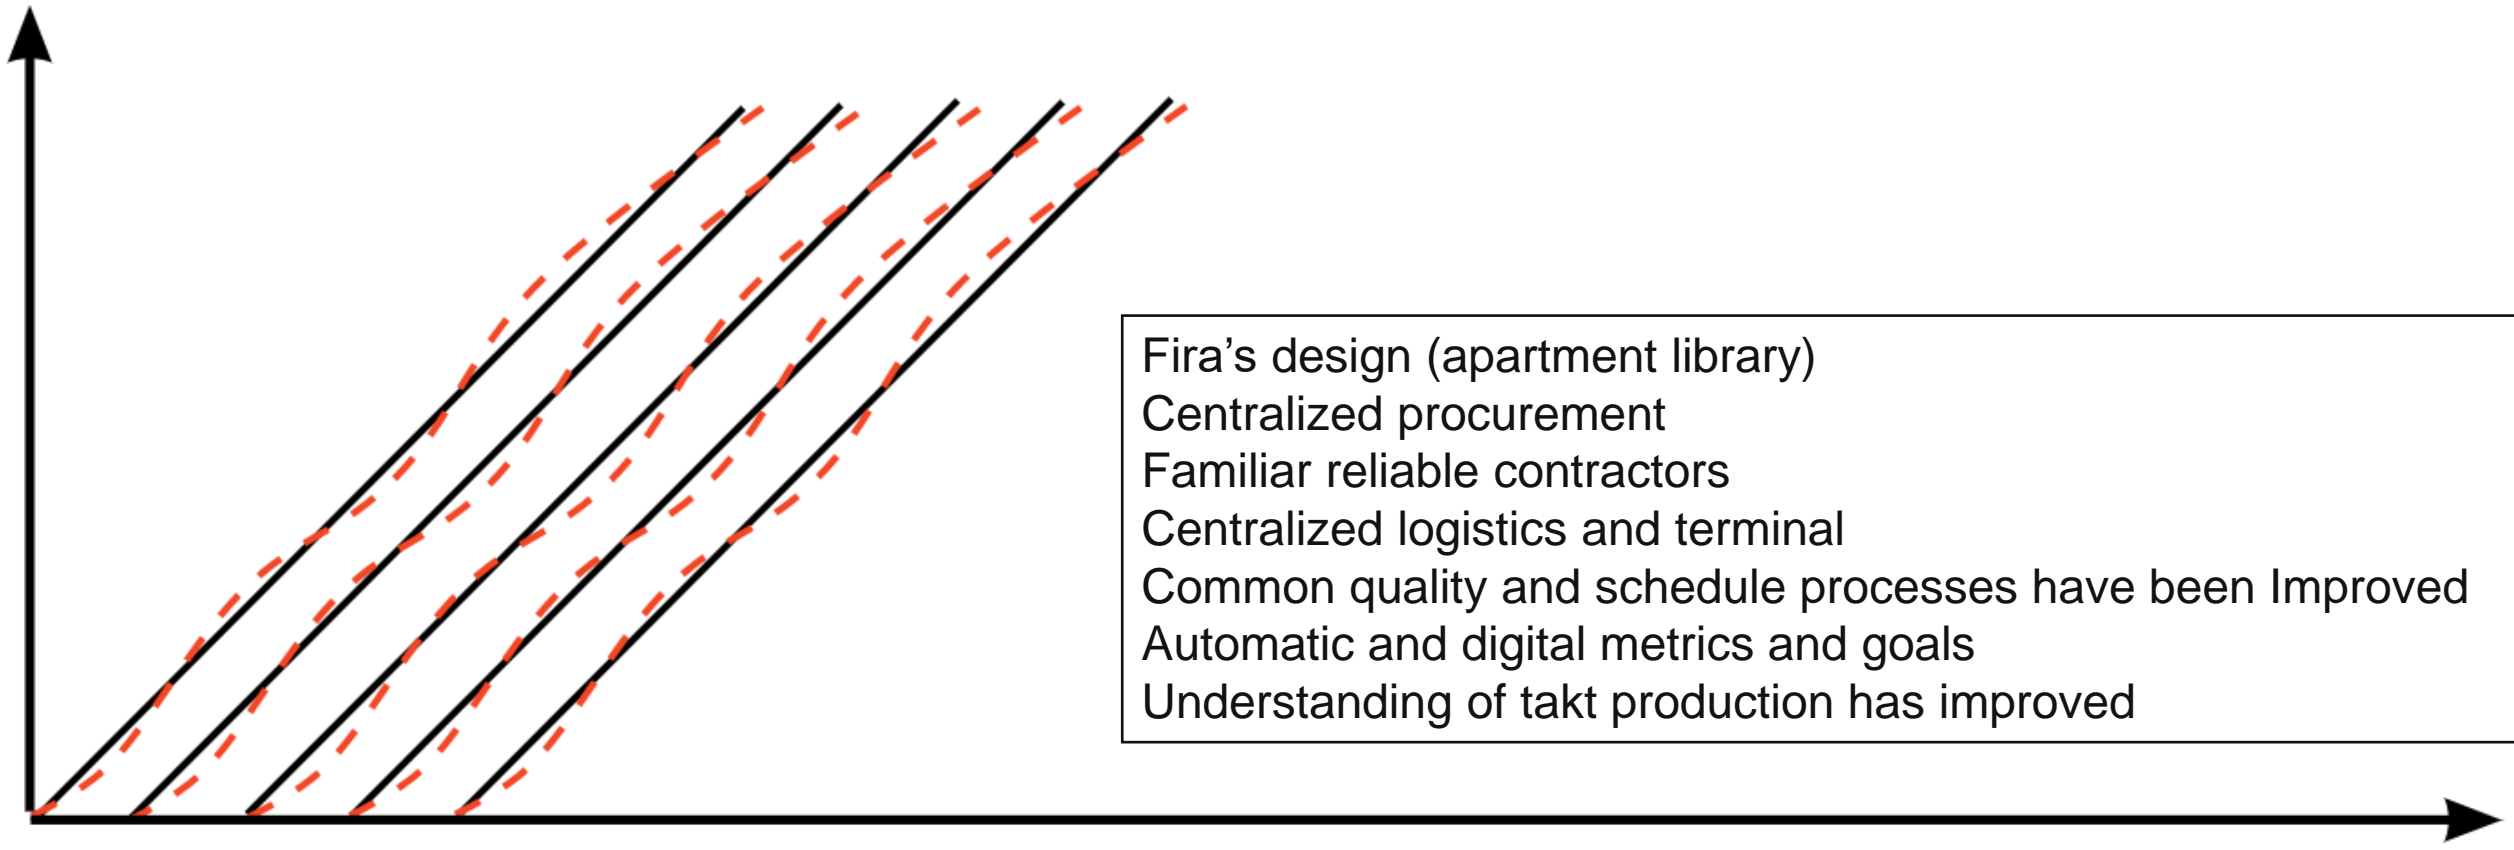 Fira’s design (apartment library)
Centralized procurement
Familiar reliable contractors
Centralized logistics and terminal
Common quality and schedule processes have been Improved
Automatic and digital metrics and goals
Understanding of takt production has improved